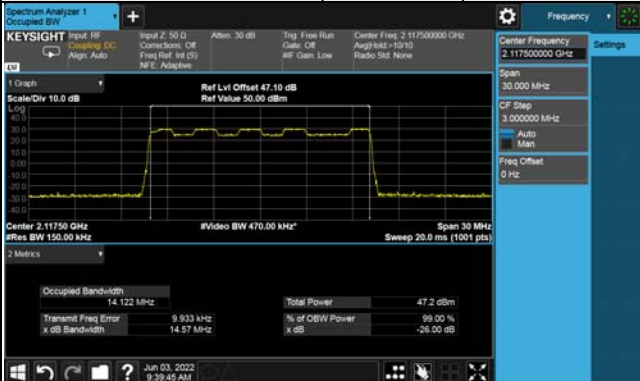 Spectrum Analyzer 1
Occupied BW
+
Frequency
KEYSIGHT
Input: RF
Coupling: DC
Align: Auto
Input Z: 50 Ω
Corrections: Off
Freq Ref: Int (S)
NFE: Adaptive
Atten: 30 dB
Trig: Free Run
Gate: Off
#IF Gain: Low
Center Freq: 2.117500000 GHz
Avg|Hold:>10/10
Radio Std: None
LXI
Center Frequency
2.117500000 GHz
Settings
Span
30.000 MHz
CF Step
3.000000 MHz
Auto
Man
Freq Offset
0 Hz
1 Graph
Scale/Div 10.0 dB
Ref Lvl Offset 47.10 dB
Ref Value 50.00 dBm
Log
40.0
30.0
20.0
10.0
0.00
-10.0
-20.0
-30.0
-40.0
Center 2.11750 GHz
#Res BW 150.00 kHz
#Video BW 470.00 kHz*
Span 30 MHz
Sweep 20.0 ms (1001 pts)
2 Metrics
Occupied Bandwidth
14.122 MHz
Total Power 47.2 dBm
Transmit Freq Error 9.933 kHz
% of OBW Power 99.00 %
x dB Bandwidth 14.57 MHz
x dB -26.00 dB
?
Jun 03, 2022
9:39:45 AM